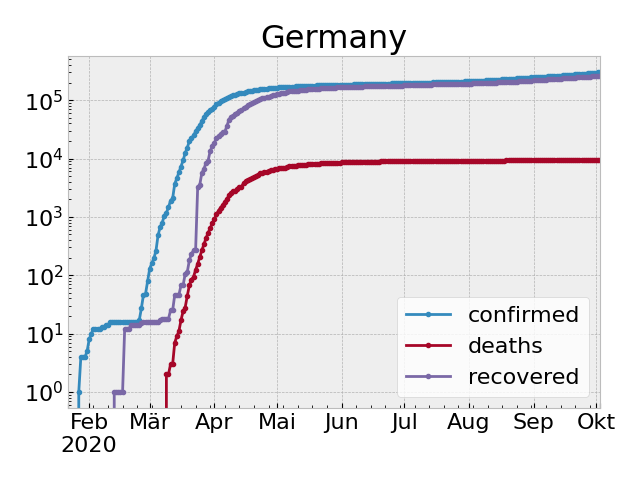 Germany
10^5
10^4
10^3
10^2
10^1
10^0
confirmed
deaths
recovered
Feb Mär Apr Mai Jun Jul Aug Sep Okt
2020